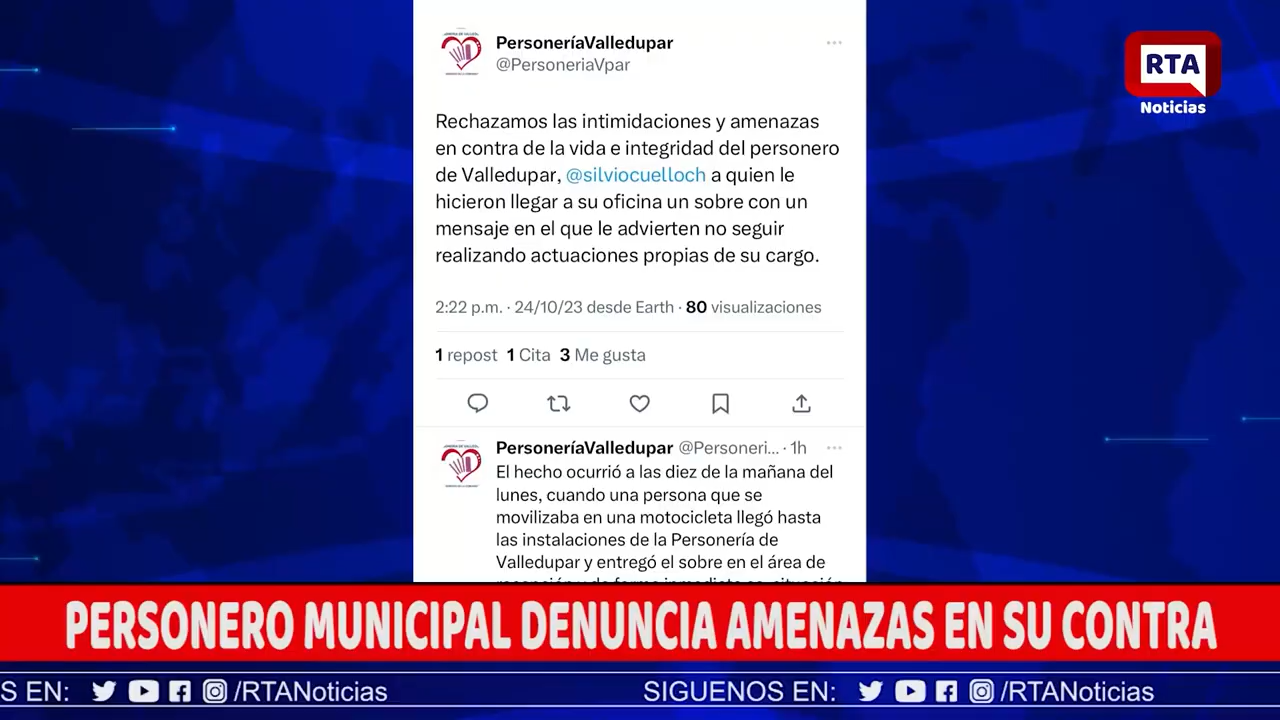 PersoneríaValledupar
@PersoneriaVpar
RTA
Noticias
Rechazamos las intimidaciones y amenazas
en contra de la vida e integridad del personero
de Valledupar, @silviocuelloch a quien le
hicieron llegar a su oficina un sobre con un
mensaje en el que le advierten no seguir
realizando actuaciones propias de su cargo.
2:22 p.m. · 24/10/23 desde Earth · 80 visualizaciones
1 repost 1 Cita 3 Me gusta
PersoneríaValledupar @Personeri... · 1h
El hecho ocurrió a las diez de la mañana del
lunes, cuando una persona que se
movilizaba en una motocicleta llegó hasta
las instalaciones de la Personería de
Valledupar y entregó el sobre en el área de
PERSONERO MUNICIPAL DENUNCIA AMENAZAS EN SU CONTRA
S EN: /RTANoticias SIGUENOS EN: /RTANoticias